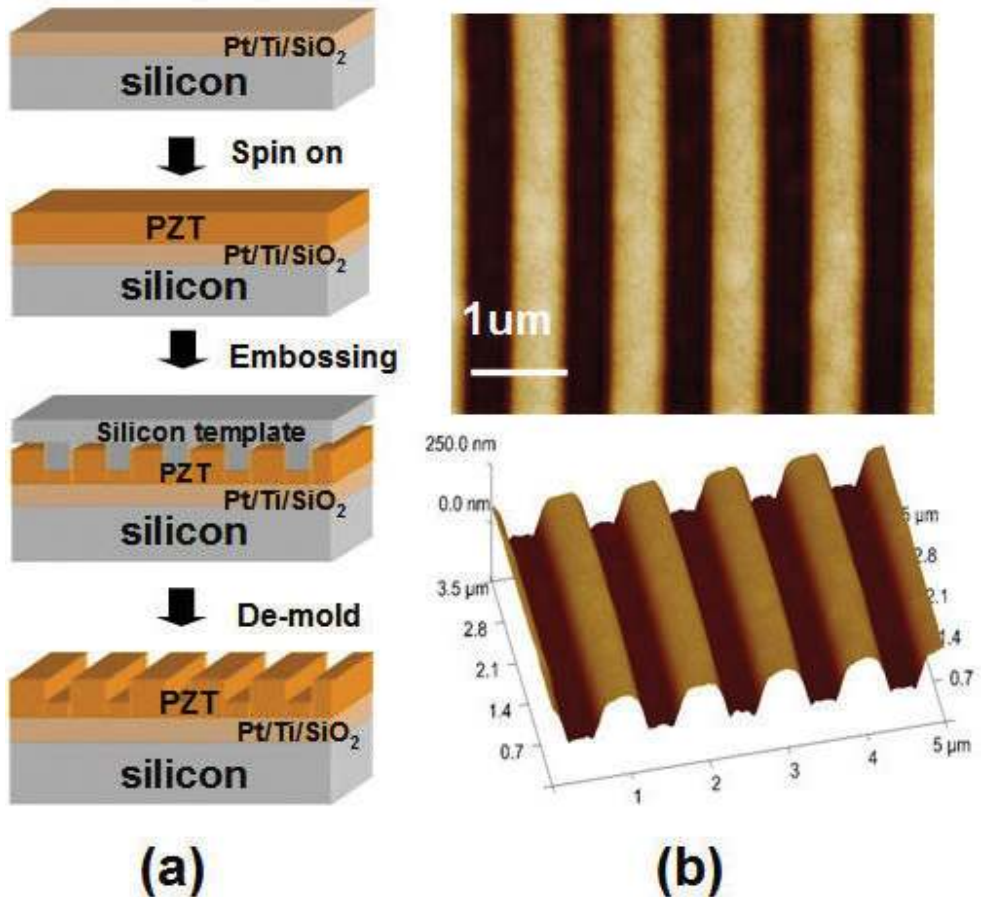 Pt/Ti/SiO₂
silicon
Spin on
PZT
Pt/Ti/SiO₂
silicon
Embossing
Silicon template
PZT
Pt/Ti/SiO₂
silicon
De-mold
PZT
Pt/Ti/SiO₂
silicon
(a)
1um
250.0 nm
0.0 nm
3.5 µm
2.8
2.1
1.4
0.7
1
2
3
4
5 µm
5 µm
2.8
2.1
1.4
0.7
(b)